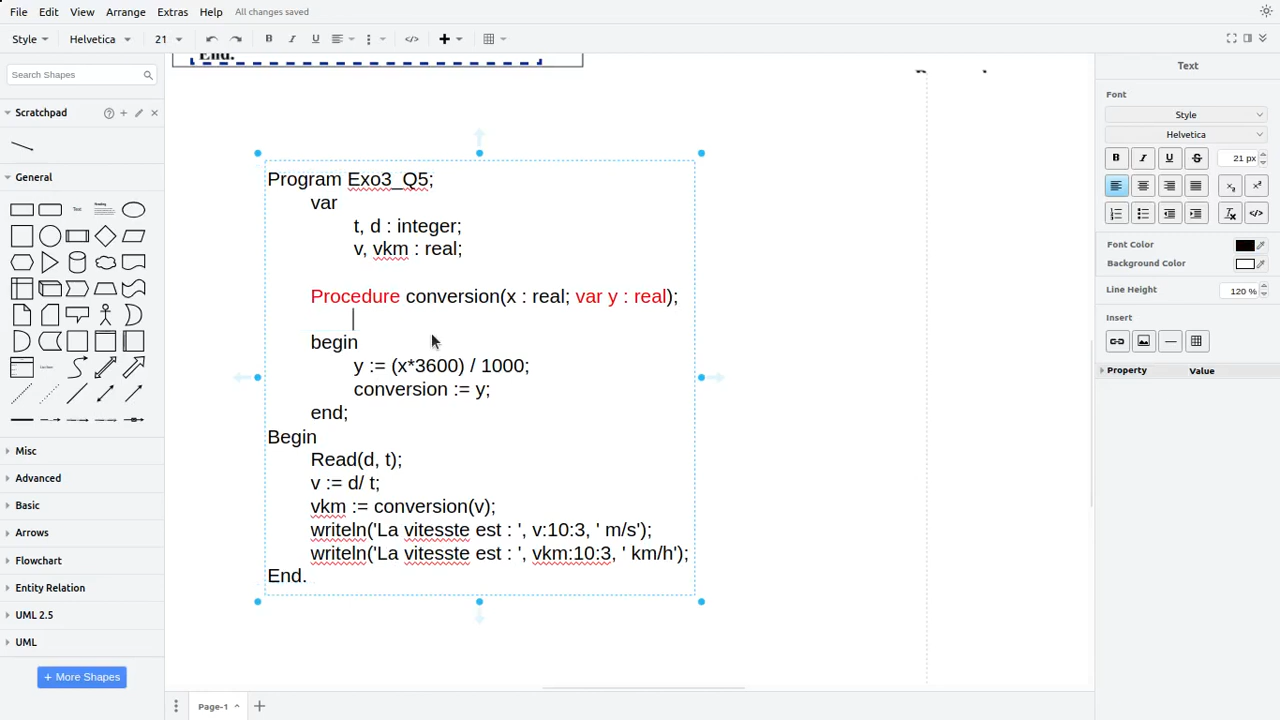 File Edit View Arrange Extras Help All changes saved
Style Helvetica 21
End.
Search Shapes
Scratchpad
General
Text
Heading
Misc
Advanced
Basic
Arrows
Flowchart
Entity Relation
UML 2.5
UML
+ More Shapes
Program Exo3_Q5;
var
t, d : integer;
v, vkm : real;
Procedure conversion(x : real; var y : real);
begin
y := (x*3600) / 1000;
conversion := y;
end;
Begin
Read(d, t);
v := d/ t;
vkm := conversion(v);
writeln('La vitesste est : ', v:10:3, ' m/s');
writeln('La vitesste est : ', vkm:10:3, ' km/h');
End.
Page-1
Text
Font
Style
Helvetica
B I U S 21 px
Font Color
Background Color
Line Height 120 %
Insert
Property Value